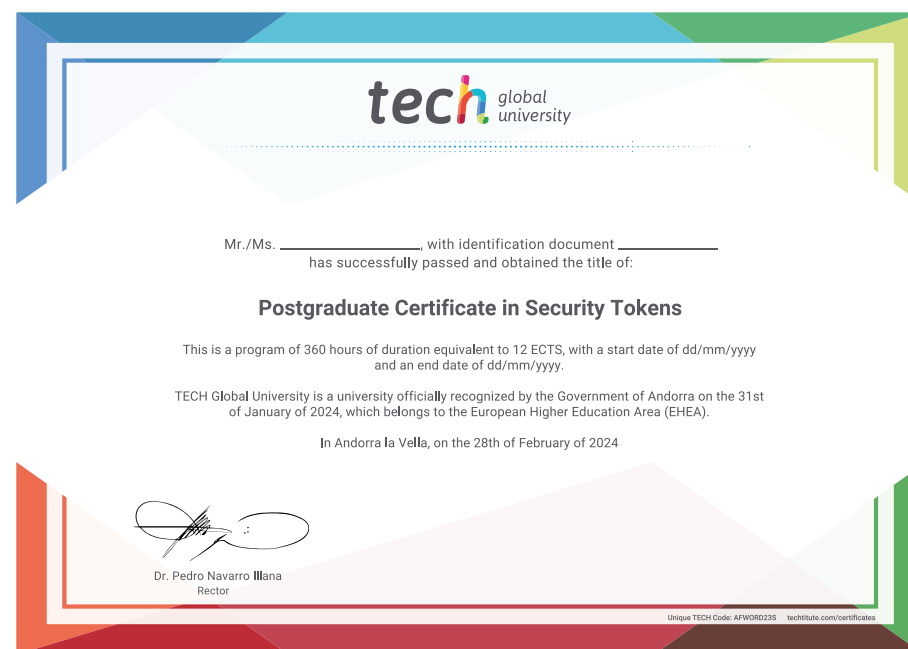 tech global
university
Mr./Ms. ____________, with identification document ____________
has successfully passed and obtained the title of:
Postgraduate Certificate in Security Tokens
This is a program of 360 hours of duration equivalent to 12 ECTS, with a start date of dd/mm/yyyy
and an end date of dd/mm/yyyy.
TECH Global University is a university officially recognized by the Government of Andorra on the 31st
of January of 2024, which belongs to the European Higher Education Area (EHEA).
In Andorra la Vella, on the 28th of February of 2024
Dr. Pedro Navarro Illana
Rector
Unique TECH Code: AFWORD23S techtitute.com/certificates